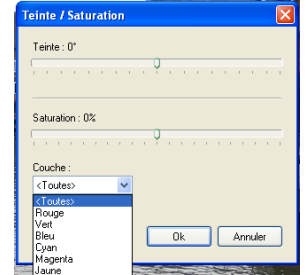 Teinte / Saturation
Teinte : 0°
Saturation : 0%
Couche :
<Toutes>
<Toutes>
Rouge
Vert
Bleu
Cyan
Magenta
Jaune
Ok
Annuler